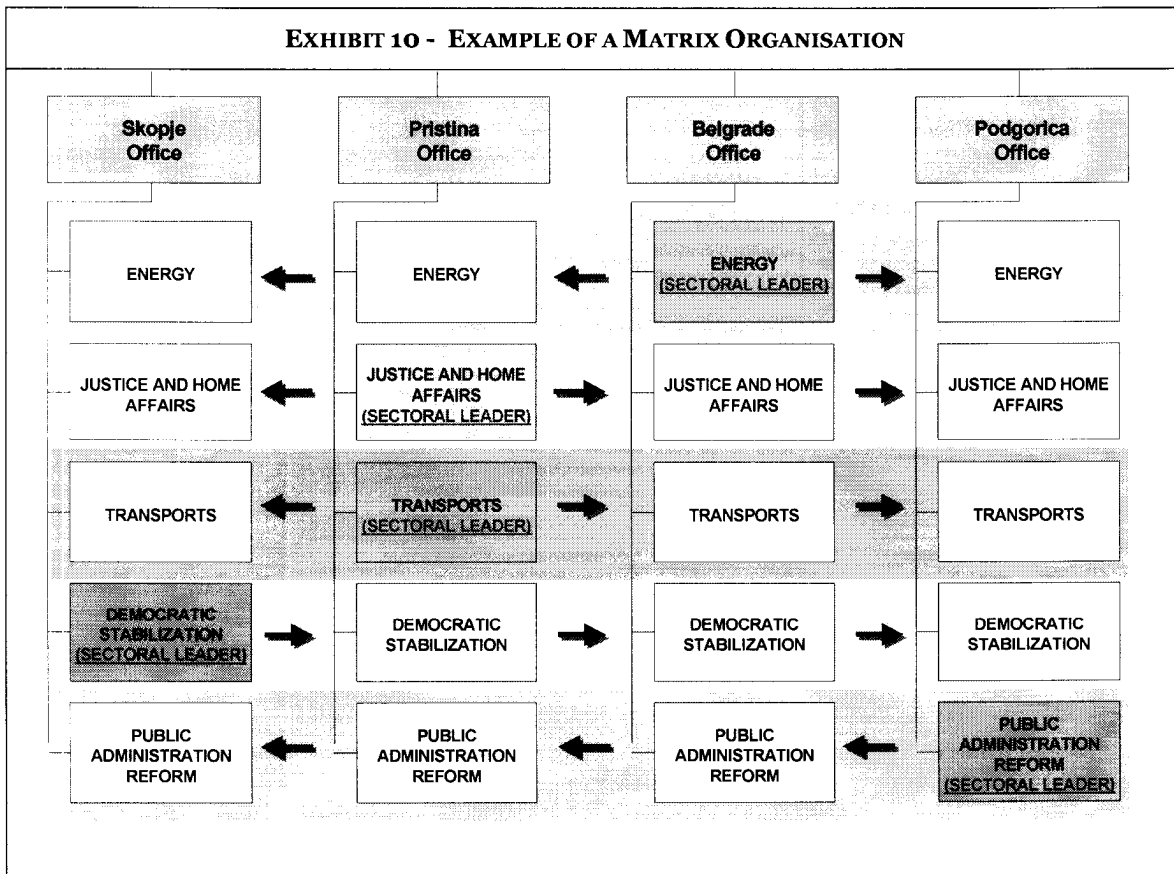 EXHIBIT 10 - EXAMPLE OF A MATRIX ORGANISATION
Skopje
Office
Pristina
Office
Belgrade
Office
Podgorica
Office
ENERGY
ENERGY
ENERGY
(SECTORAL LEADER)
ENERGY
JUSTICE AND HOME
AFFAIRS
JUSTICE AND HOME
AFFAIRS
(SECTORAL LEADER)
JUSTICE AND HOME
AFFAIRS
JUSTICE AND HOME
AFFAIRS
TRANSPORTS
TRANSPORTS
(SECTORAL LEADER)
TRANSPORTS
TRANSPORTS
DEMOCRATIC
STABILIZATION
(SECTORAL LEADER)
DEMOCRATIC
STABILIZATION
DEMOCRATIC
STABILIZATION
DEMOCRATIC
STABILIZATION
PUBLIC
ADMINISTRATION
REFORM
PUBLIC
ADMINISTRATION
REFORM
PUBLIC
ADMINISTRATION
REFORM
PUBLIC
ADMINISTRATION
REFORM
(SECTORAL LEADER)